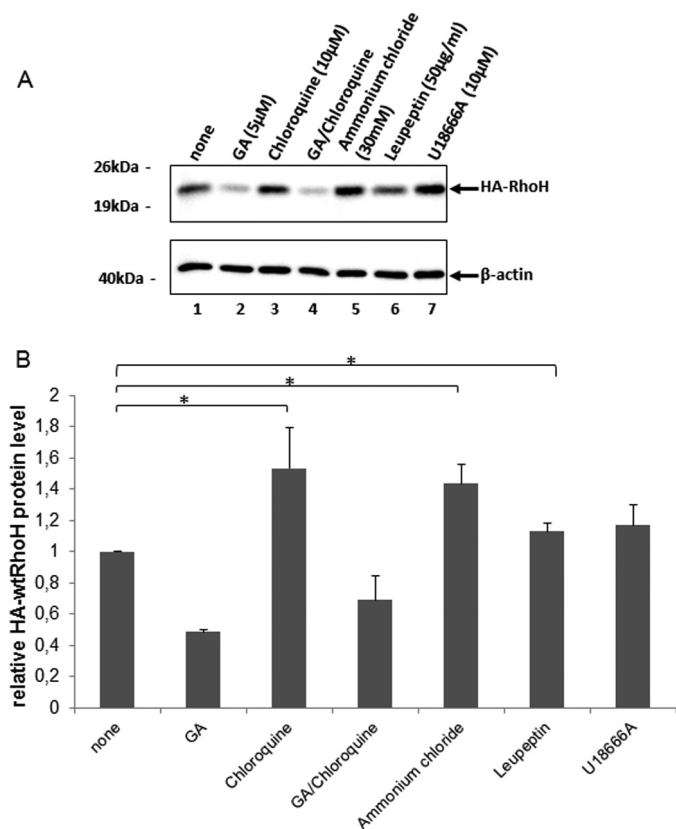 A
none
GA (5µM)
Chloroquine (10µM)
GA/Chloroquine
Ammonium chloride
(30mM)
Leupeptin (50µg/ml)
U18666A (10µM)
26kDa -
19kDa -
HA-RhoH
40kDa -
β-actin
1 2 3 4 5 6 7
B
*
*
*
relative HA-wtRhoH protein level
2
1,8
1,6
1,4
1,2
1
0,8
0,6
0,4
0,2
0
none
GA
Chloroquine
GA/Chloroquine
Ammonium chloride
Leupeptin
U18666A